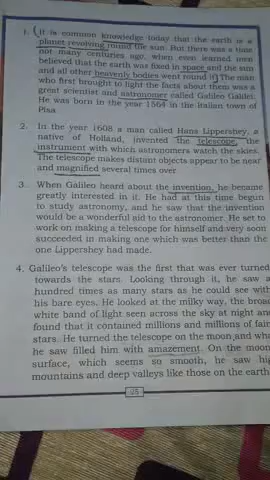 1. It is common knowledge today that the earth is a
planet revolving round the sun. But there was a time
not many centuries ago, when even learned men
believed that the earth was fixed in space and the sun
and all other heavenly bodies went round it. The man
who first brought to light the facts about them was a
great scientist and astronomer called Galileo Galilei.
He was born in the year 1564 in the Italian town of
Pisa
2. In the year 1608 a man called Hans Lippershey, a
native of Holland, invented the telescope, the
instrument with which astronomers watch the skies.
The telescope makes distant objects appear to be near
and magnified several times over
3. When Galileo heard about the invention, he became
greatly interested in it. He had at this time begun
to study astronomy, and he saw that the invention
would be a wonderful aid to the astronomer. He set to
work on making a telescope for himself and very soon
succeeded in making one which was better than the
one Lippershey had made.
4. Galileo's telescope was the first that was ever turned
towards the stars. Looking through it, he saw a
hundred times as many stars as he could see with
his bare eyes. He looked at the milky way, the broad
white band of light seen across the sky at night and
found that it contained millions and millions of
stars. He turned the telescope on the moon and
he saw filled him with amazement. On the moon
surface, which seems so smooth, he saw
mountains and deep valleys like those on the earth
25